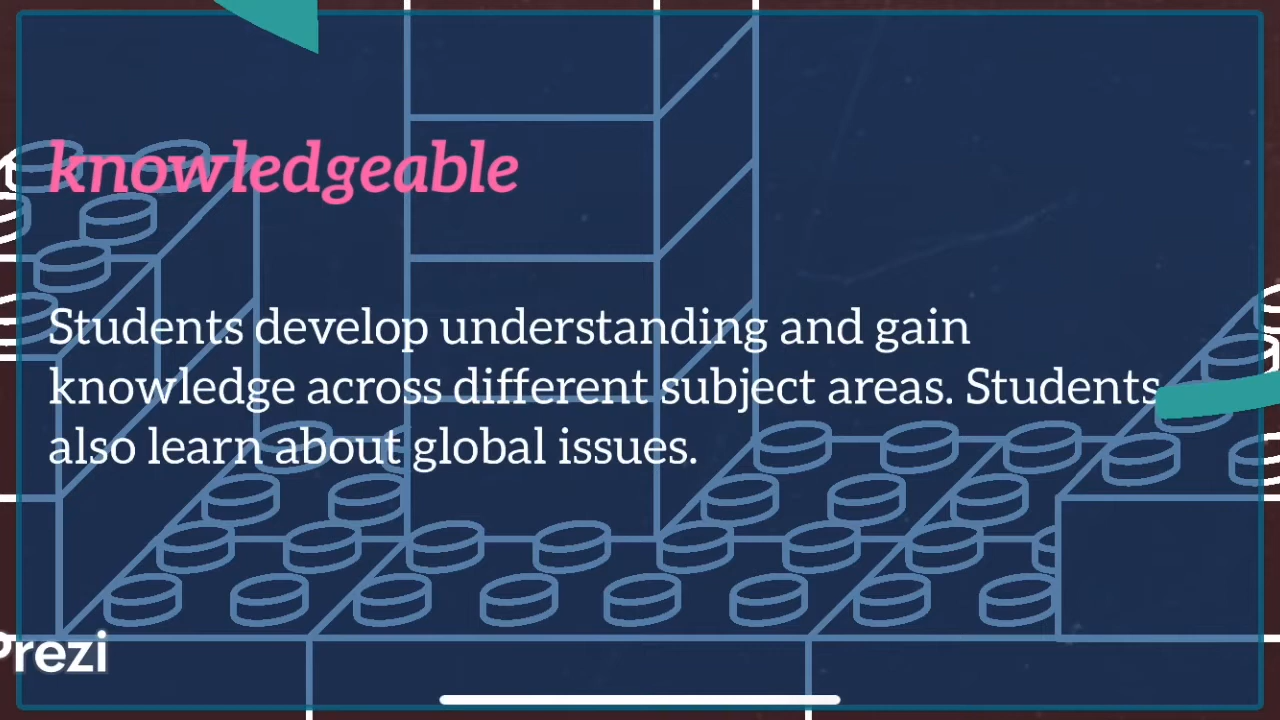 knowledgeable
Students develop understanding and gain
knowledge across different subject areas. Students
also learn about global issues.
Prezi